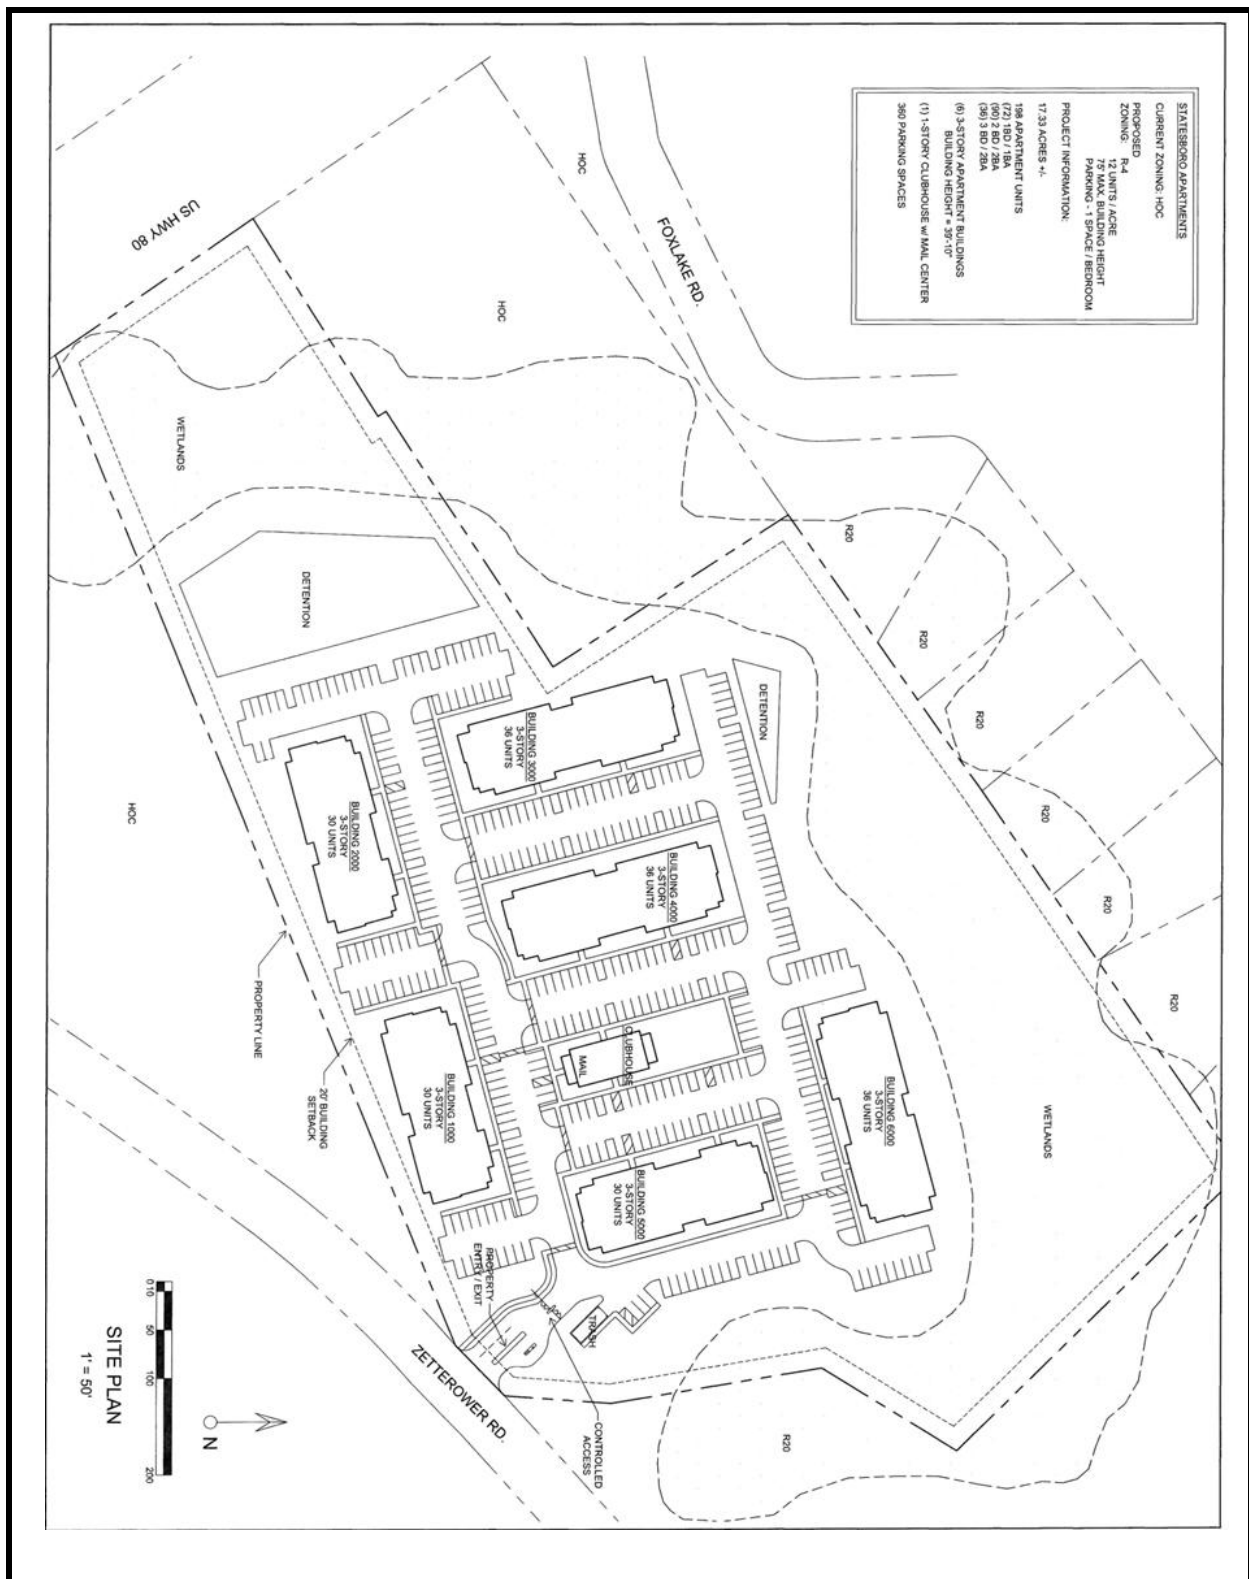 STATESBORO APARTMENTS
CURRENT ZONING: HOC
PROPOSED
ZONING: R-4
12 UNITS / ACRE
75' MAX. BUILDING HEIGHT
PARKING - 1 SPACE / BEDROOM
PROJECT INFORMATION:
17.33 ACRES +/-
198 APARTMENT UNITS
(72) 1BD / 1BA
(90) 2 BD / 2BA
(36) 3 BD / 2BA
(6) 3-STORY APARTMENT BUILDINGS
BUILDING HEIGHT = 39'-10"
(1) 1-STORY CLUBHOUSE w/ MAIL CENTER
360 PARKING SPACES
US HWY 80
HOC
HOC
FOXLAKE RD.
WETLANDS
DETENTION
R20
R20
R20
R20
R20
R20
DETENTION
BUILDING 3000
3-STORY
36 UNITS
BUILDING 2000
3-STORY
30 UNITS
BUILDING 4000
3-STORY
36 UNITS
HOC
PROPERTY LINE
20' BUILDING
SETBACK
BUILDING 1000
3-STORY
30 UNITS
CLUBHOUSE
MAIL
BUILDING 6000
3-STORY
36 UNITS
BUILDING 5000
3-STORY
30 UNITS
WETLANDS
PROPERTY
ENTRY / EXIT
TRASH
CONTROLLED
ACCESS
ZETTEROWER RD.
R20
0 10 50 100 200
SITE PLAN
1' = 50'
N